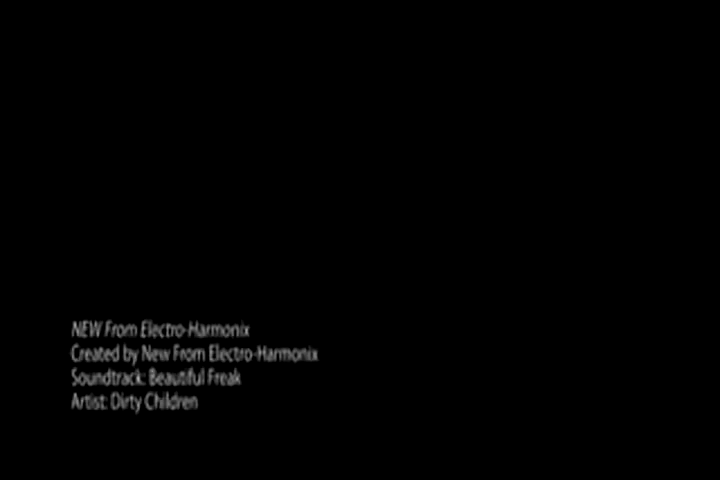 NEW From Electro-Harmonix
Created by New From Electro-Harmonix
Soundtrack: Beautiful Freak
Artist: Dirty Children